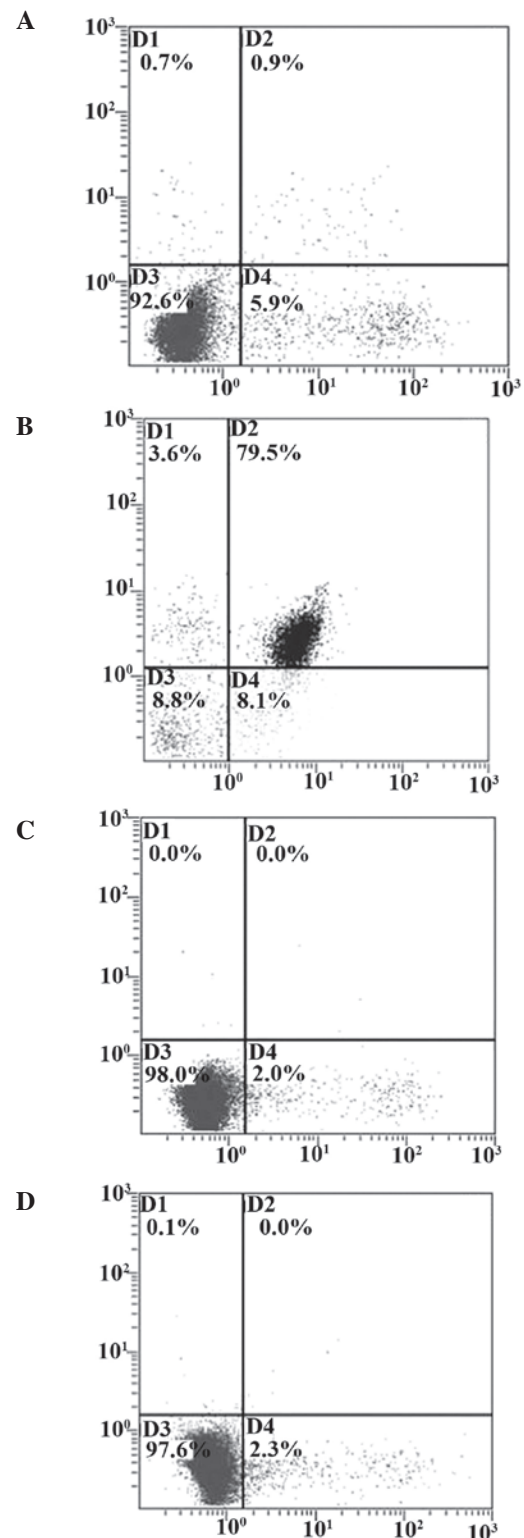 A
10³
D1 D2
0.7% 0.9%
10²
10¹
10⁰
D3 D4
92.6% 5.9%
10⁰ 10¹ 10² 10³
B
10³
D1 D2
3.6% 79.5%
10²
10¹
10⁰
D3 D4
8.8% 8.1%
10⁰ 10¹ 10² 10³
C
10³
D1 D2
0.0% 0.0%
10²
10¹
10⁰
D3 D4
98.0% 2.0%
10⁰ 10¹ 10² 10³
D
10³
D1 D2
0.1% 0.0%
10²
10¹
10⁰
D3 D4
97.6% 2.3%
10⁰ 10¹ 10² 10³